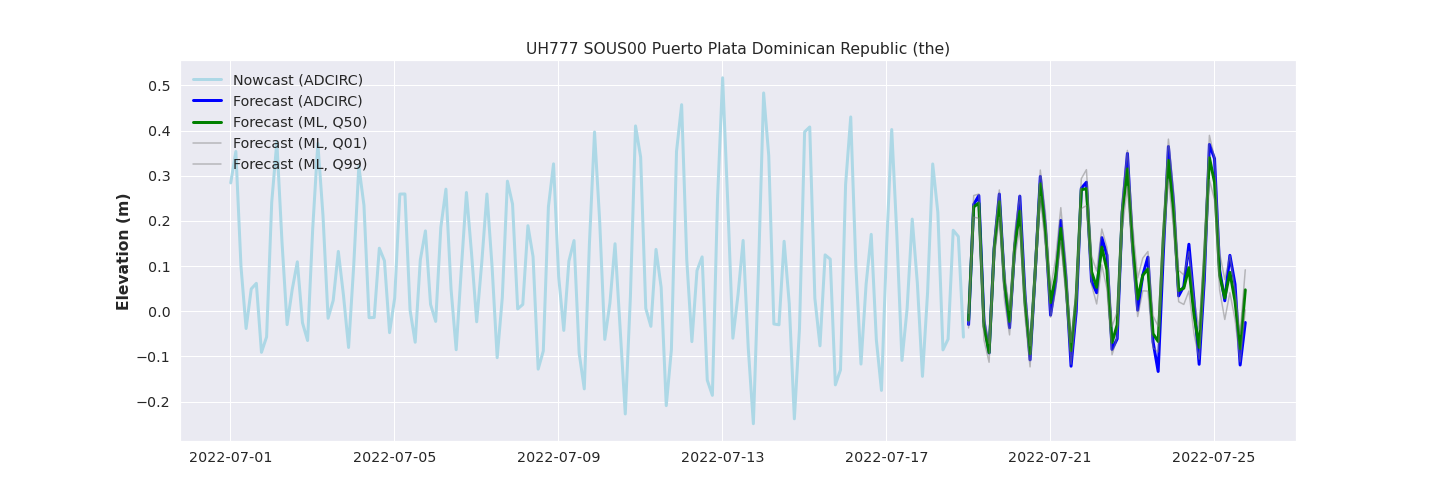 UH777 SOUS00 Puerto Plata Dominican Republic (the)
Nowcast (ADCIRC)
Forecast (ADCIRC)
Forecast (ML, Q50)
Forecast (ML, Q01)
Forecast (ML, Q99)
Elevation (m)
0.5
0.4
0.3
0.2
0.1
0.0
−0.1
−0.2
2022-07-01 2022-07-05 2022-07-09 2022-07-13 2022-07-17 2022-07-21 2022-07-25